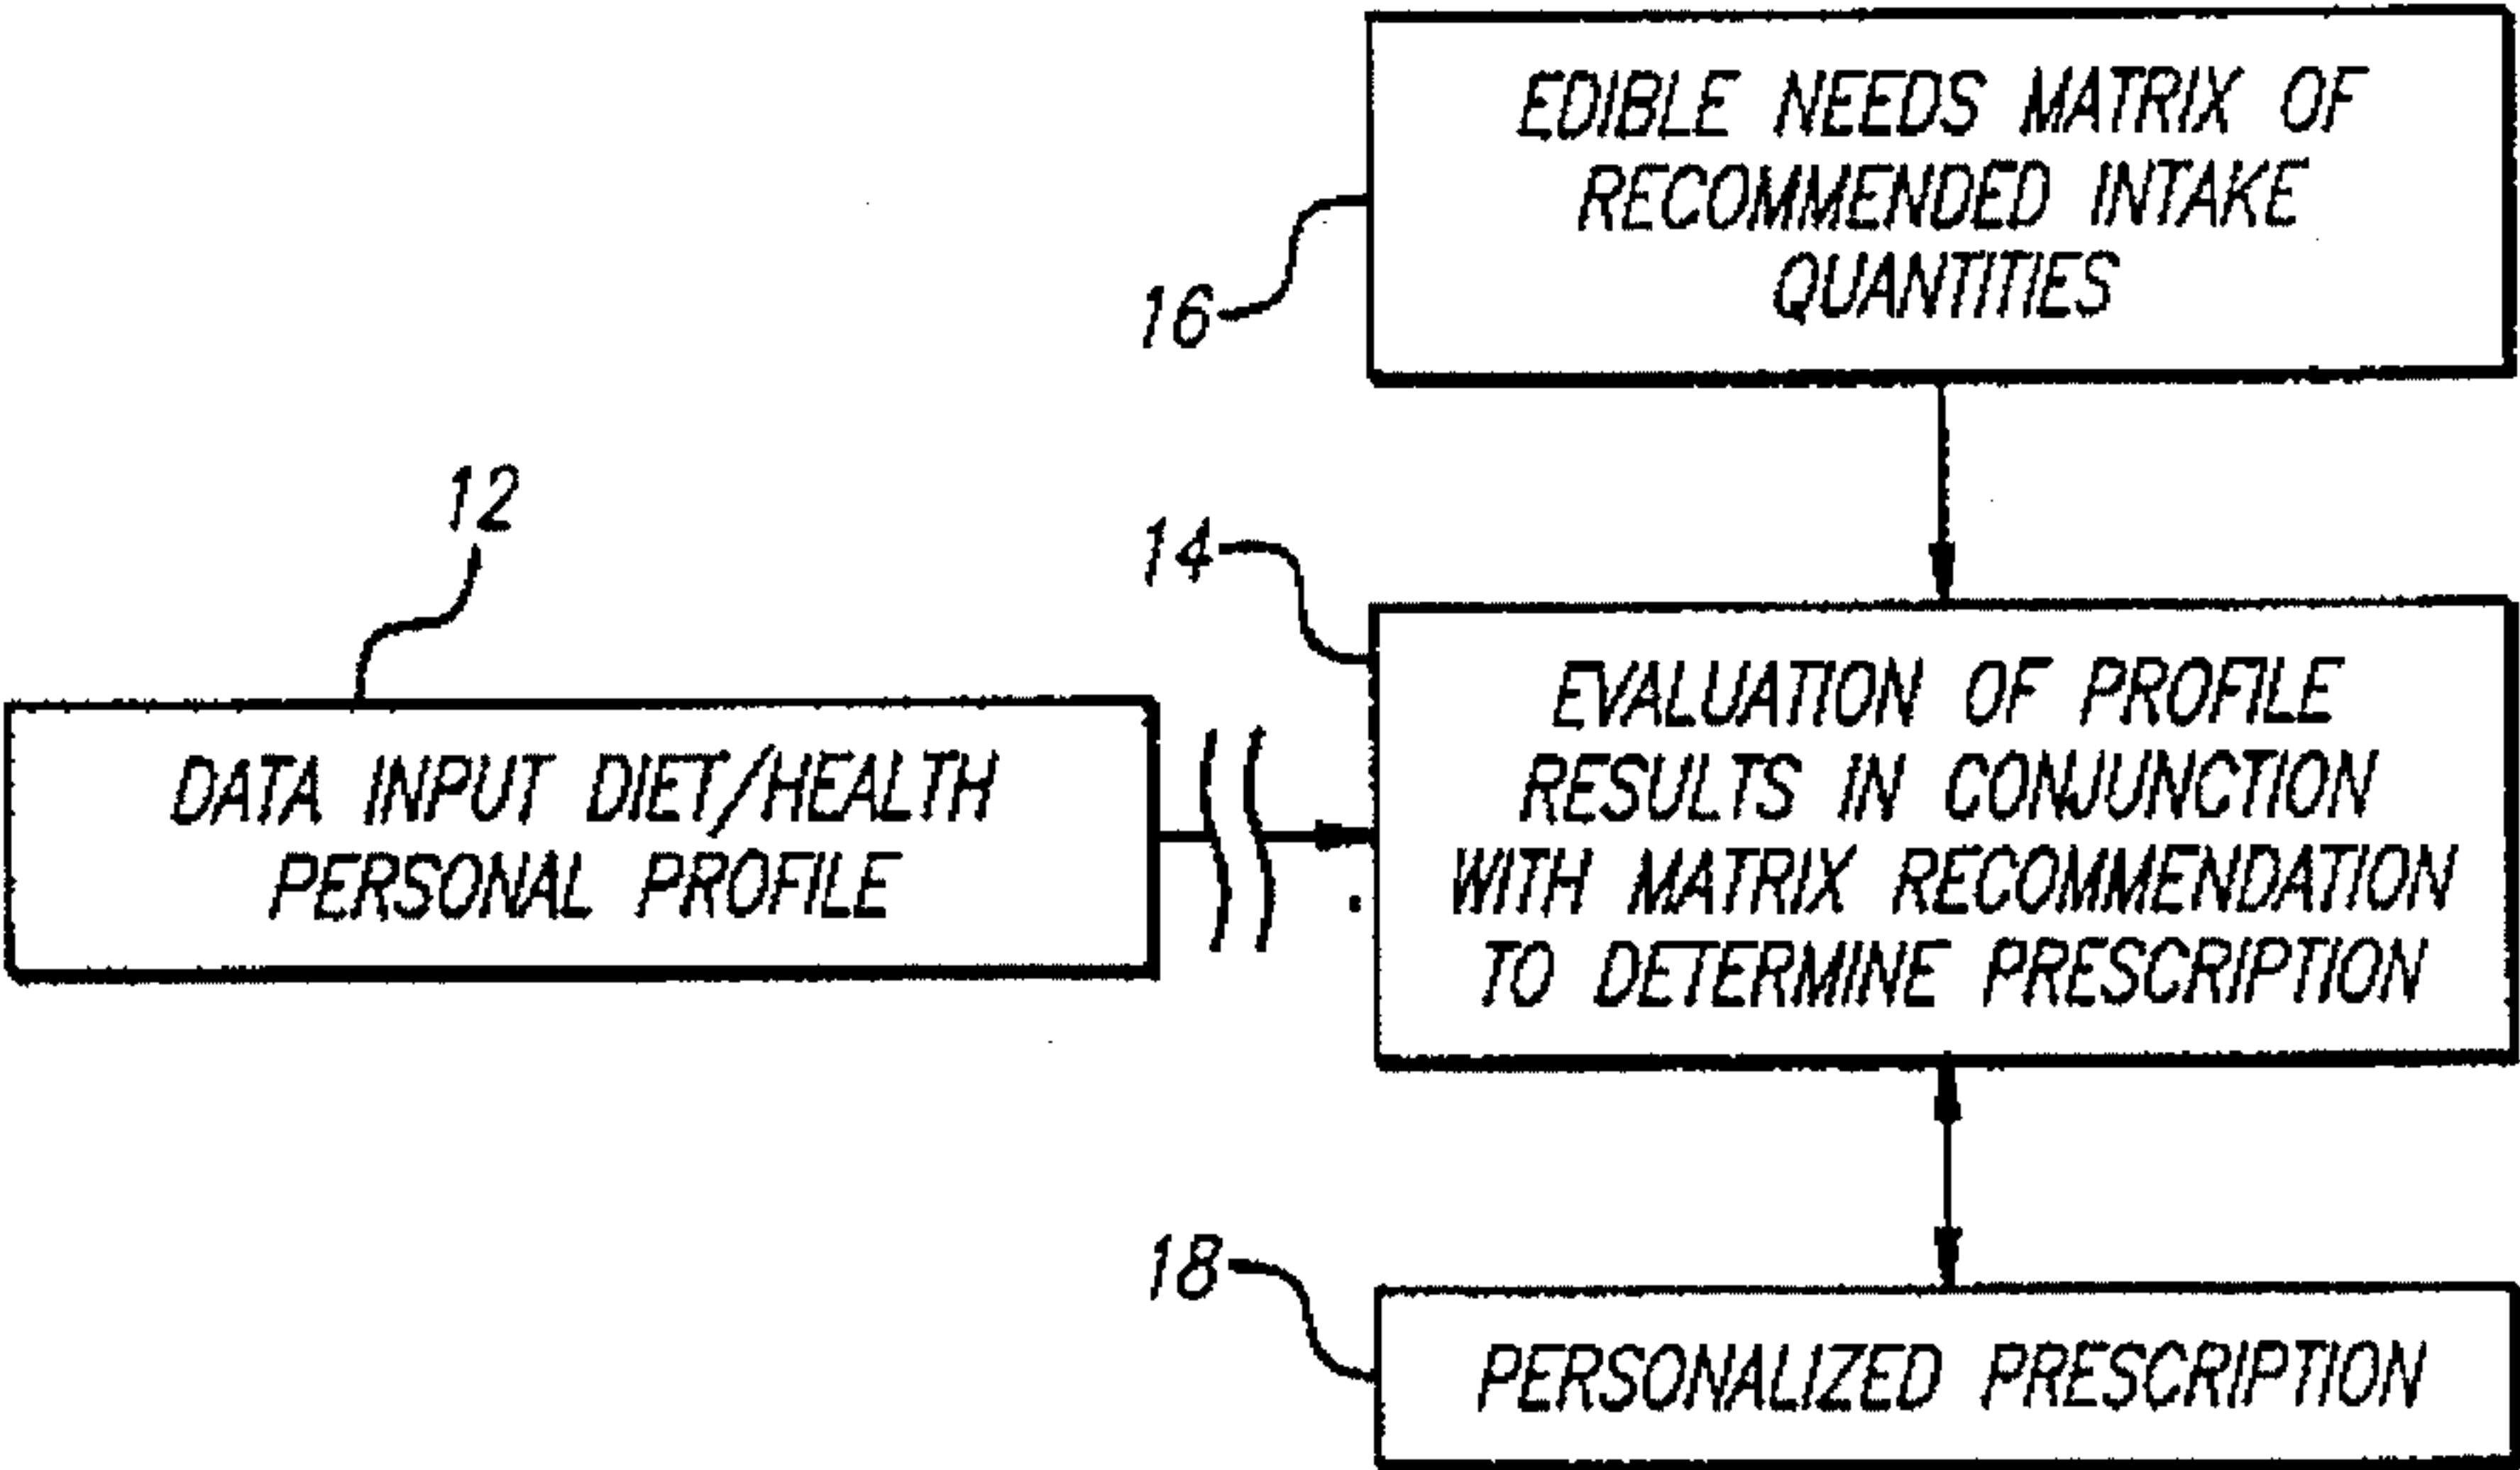 EDIBLE NEEDS MATRIX OF
RECOMMENDED INTAKE
QUANTITIES
16
12
14
DATA INPUT DIET/HEALTH
PERSONAL PROFILE
EVALUATION OF PROFILE
RESULTS IN CONJUNCTION
WITH MATRIX RECOMMENDATION
TO DETERMINE PRESCRIPTION
18
PERSONALIZED PRESCRIPTION